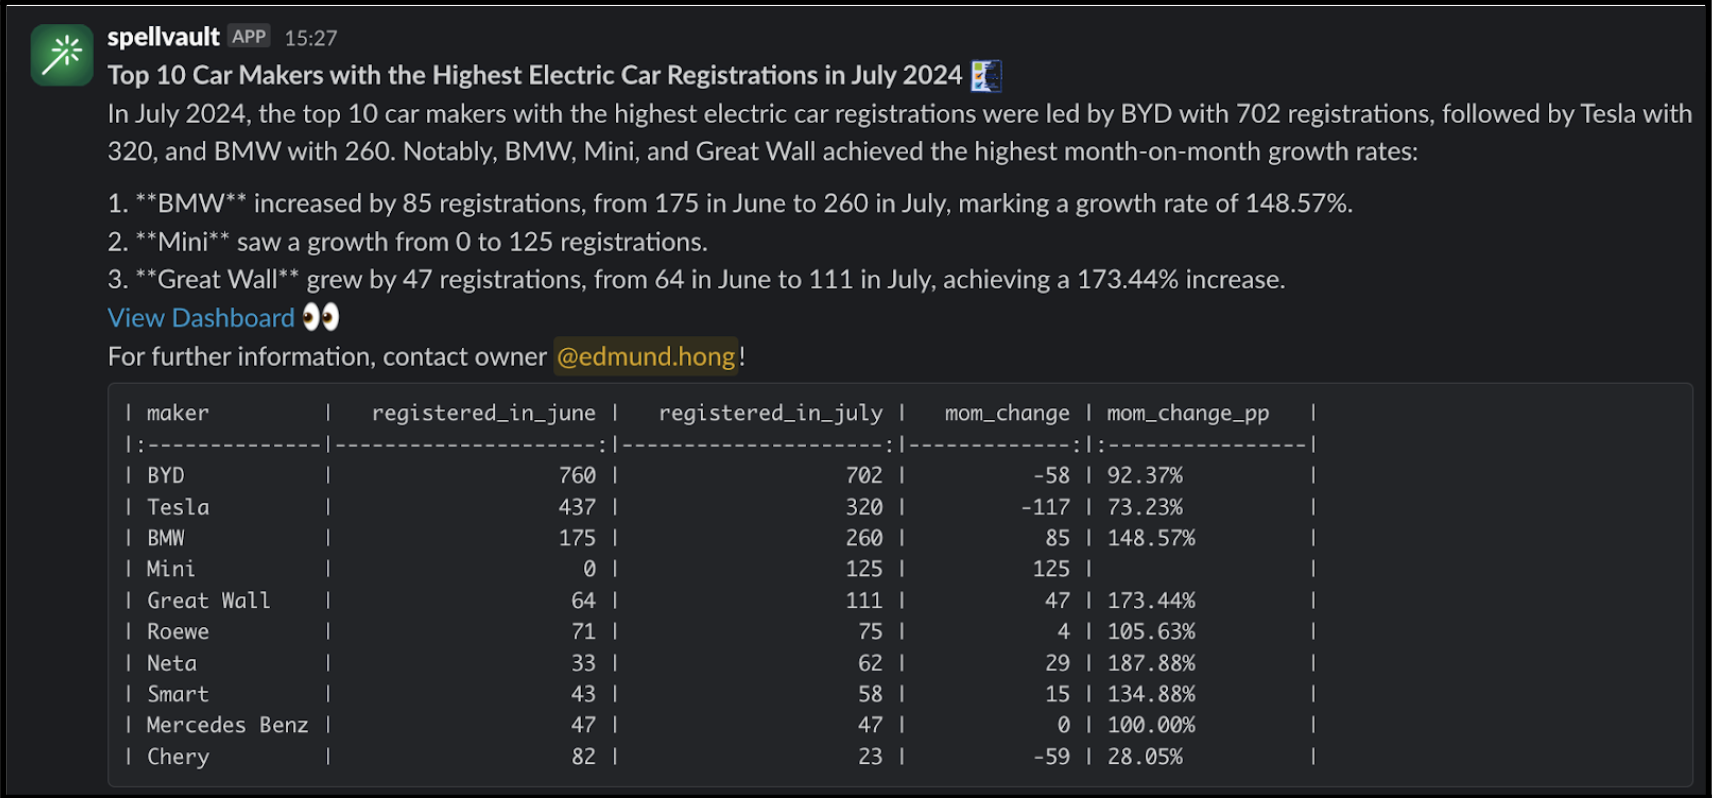 spellvault APP 15:27
Top 10 Car Makers with the Highest Electric Car Registrations in July 2024
In July 2024, the top 10 car makers with the highest electric car registrations were led by BYD with 702 registrations, followed by Tesla with
320, and BMW with 260. Notably, BMW, Mini, and Great Wall achieved the highest month-on-month growth rates:
1. **BMW** increased by 85 registrations, from 175 in June to 260 in July, marking a growth rate of 148.57%.
2. **Mini** saw a growth from 0 to 125 registrations.
3. **Great Wall** grew by 47 registrations, from 64 in June to 111 in July, achieving a 173.44% increase.
View Dashboard 👀
For further information, contact owner @edmund.hong!
| maker | registered_in_june | registered_in_july | mom_change | mom_change_pp |
|:--------------|---------------------:|---------------------:|-------------:|:----------------|
| BYD | 760 | 702 | -58 | 92.37% |
| Tesla | 437 | 320 | -117 | 73.23% |
| BMW | 175 | 260 | 85 | 148.57% |
| Mini | 0 | 125 | 125 | |
| Great Wall | 64 | 111 | 47 | 173.44% |
| Roewe | 71 | 75 | 4 | 105.63% |
| Neta | 33 | 62 | 29 | 187.88% |
| Smart | 43 | 58 | 15 | 134.88% |
| Mercedes Benz | 47 | 47 | 0 | 100.00% |
| Chery | 82 | 23 | -59 | 28.05% |